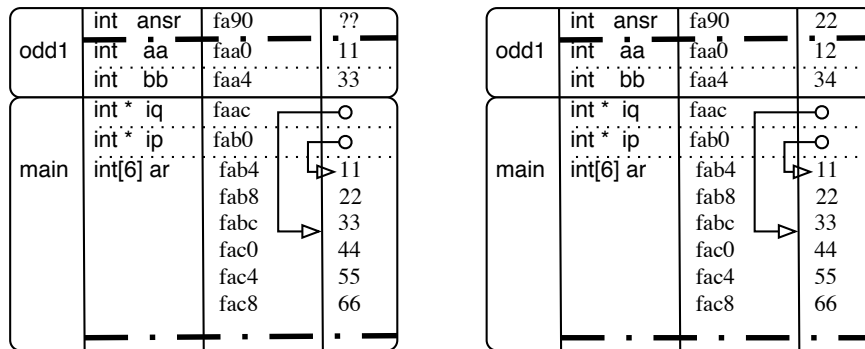 int ansr fa90 ??
odd1 int aa faa0 11
int bb faa4 33
int * iq faac
int * ip fab0
main int[6] ar fab4 11
fab8 22
fabc 33
fac0 44
fac4 55
fac8 66
int ansr fa90 22
odd1 int aa faa0 12
int bb faa4 34
int * iq faac
int * ip fab0
main int[6] ar fab4 11
fab8 22
fabc 33
fac0 44
fac4 55
fac8 66